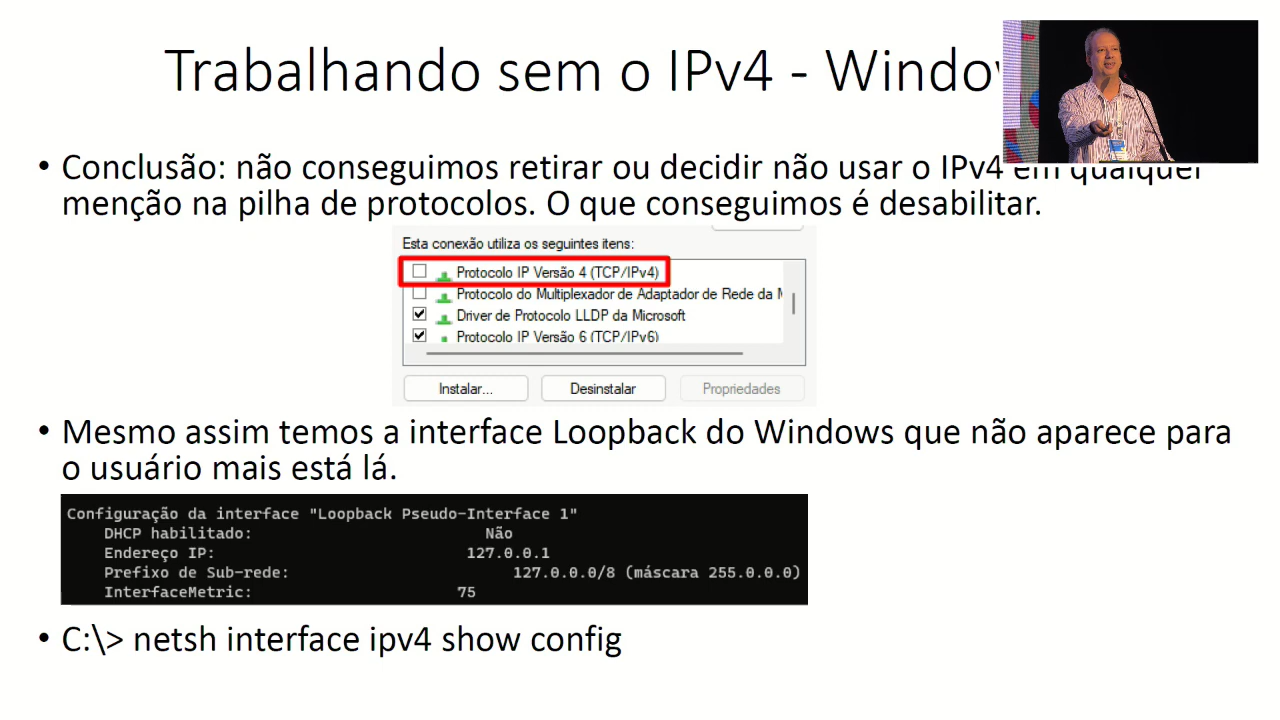 Trabalhando sem o IPv4 - Windo
• Conclusão: não conseguimos retirar ou decidir não usar o IPv4 em qualquer
menção na pilha de protocolos. O que conseguimos é desabilitar.
Esta conexão utiliza os seguintes itens:
Protocolo IP Versão 4 (TCP/IPv4)
Protocolo do Multiplexador de Adaptador de Rede da M
Driver de Protocolo LLDP da Microsoft
Protocolo IP Versão 6 (TCP/IPv6)
Instalar... Desinstalar Propriedades
• Mesmo assim temos a interface Loopback do Windows que não aparece para
o usuário mais está lá.
Configuração da interface "Loopback Pseudo-Interface 1"
DHCP habilitado: Não
Endereço IP: 127.0.0.1
Prefixo de Sub-rede: 127.0.0.0/8 (máscara 255.0.0.0)
InterfaceMetric: 75
• C:\> netsh interface ipv4 show config